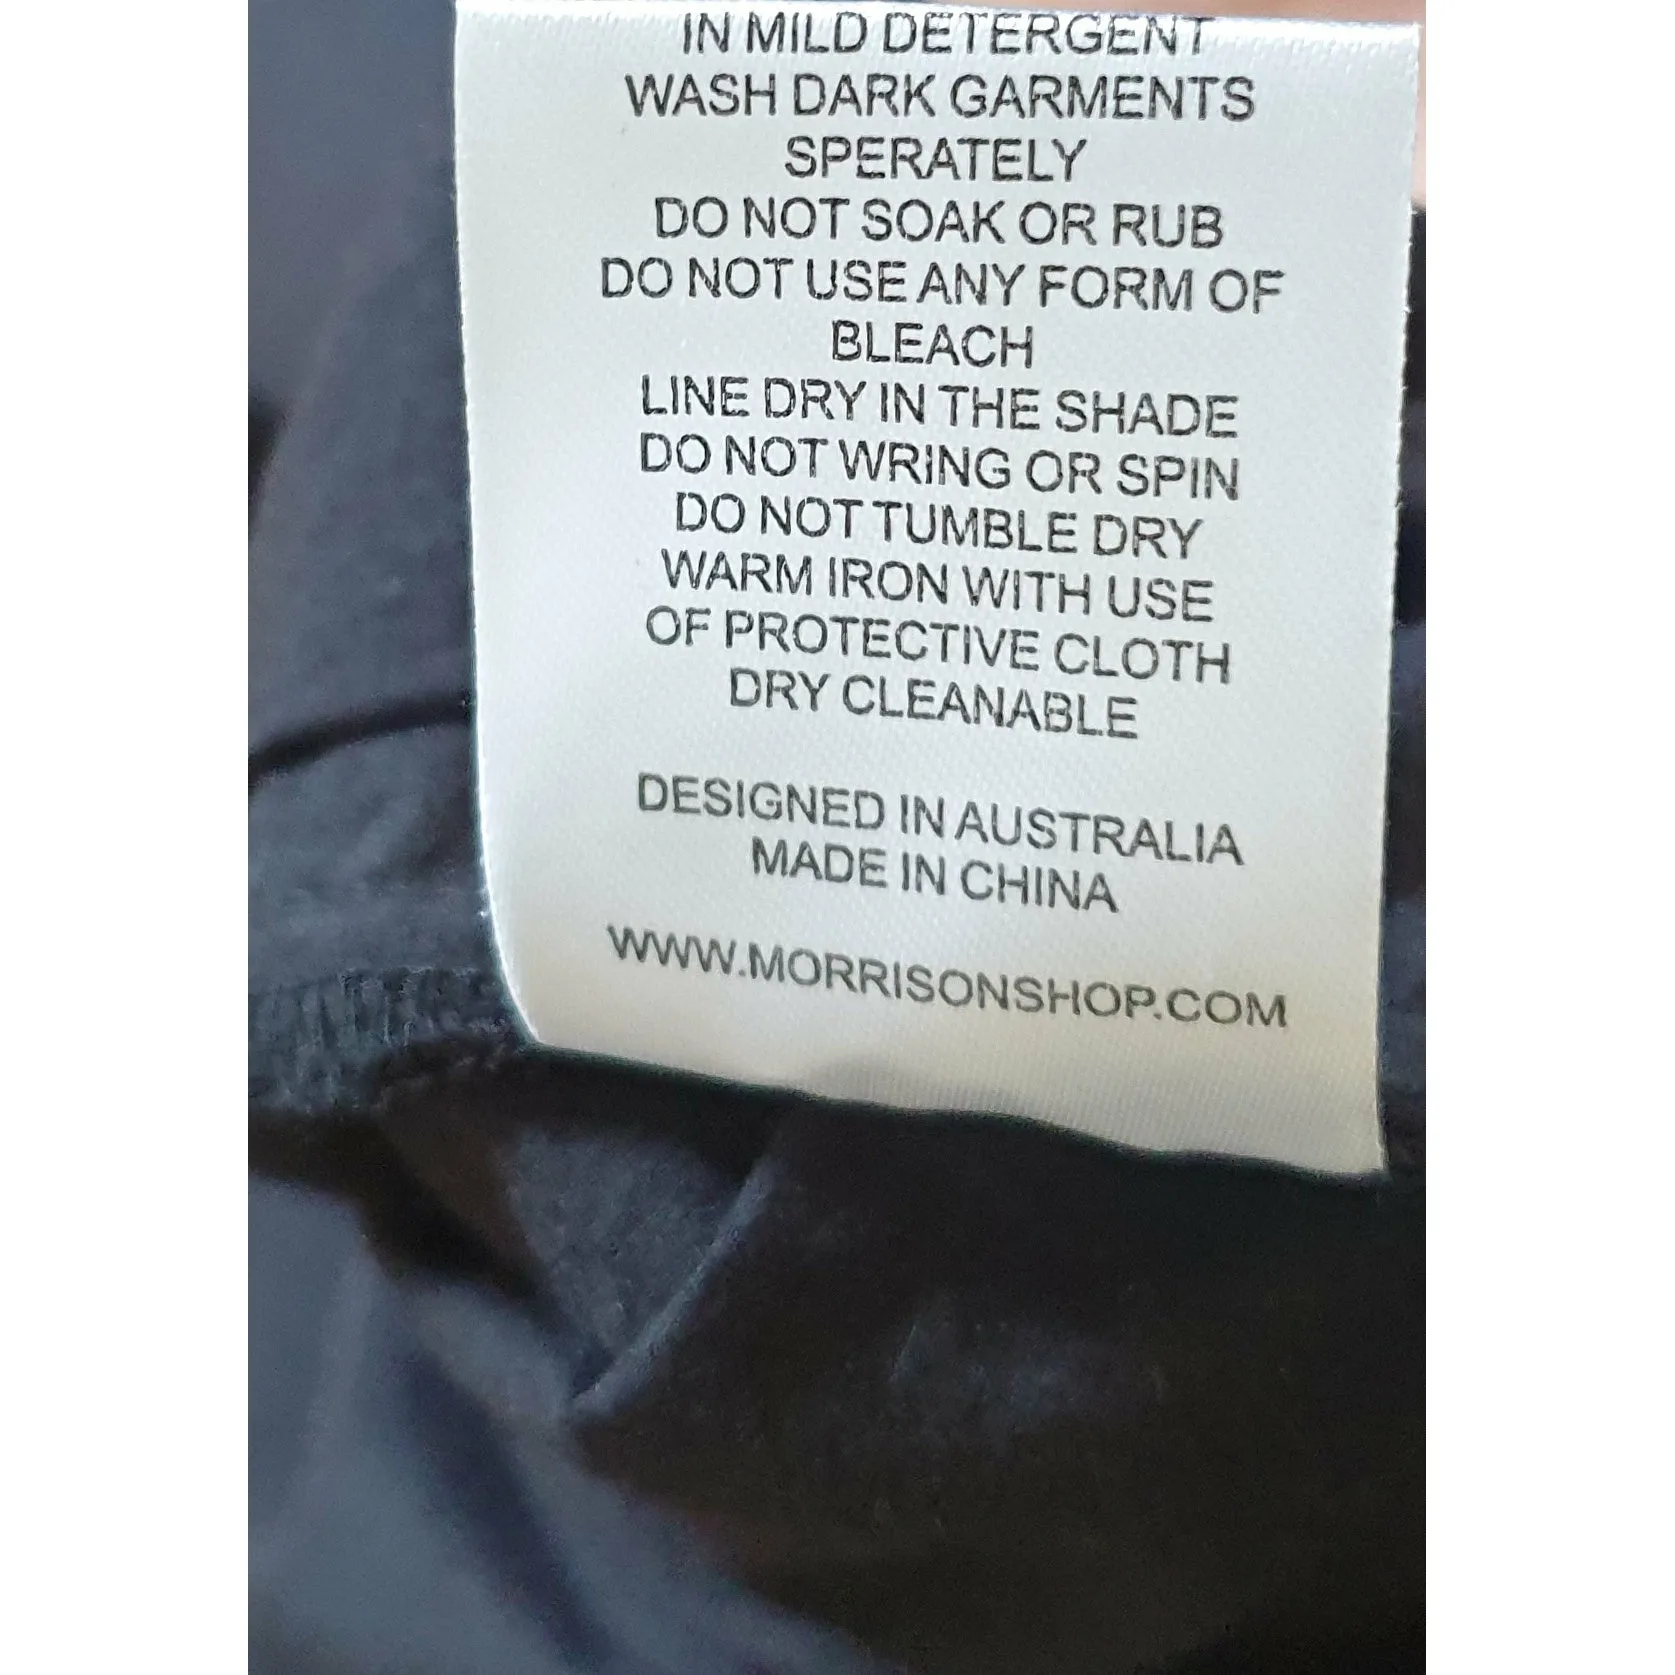 IN MILD DETERGENT
WASH DARK GARMENTS
SPERATELY
DO NOT SOAK OR RUB
DO NOT USE ANY FORM OF
BLEACH
LINE DRY IN THE SHADE
DO NOT WRING OR SPIN
DO NOT TUMBLE DRY
WARM IRON WITH USE
OF PROTECTIVE CLOTH
DRY CLEANABLE
DESIGNED IN AUSTRALIA
MADE IN CHINA
WWW.MORRISONSHOP.COM